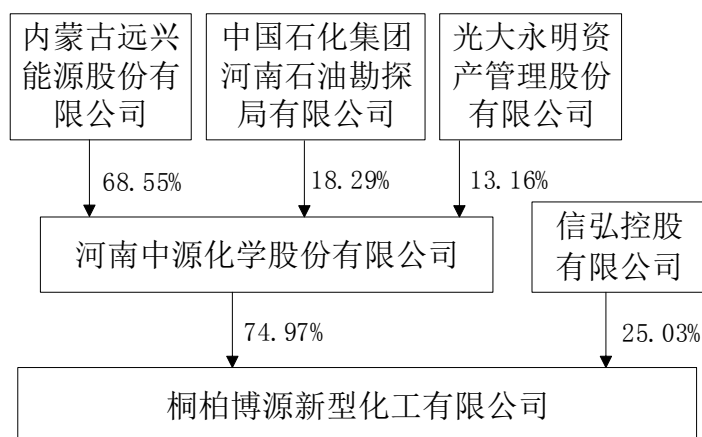 内蒙古远兴
能源股份有
限公司
中国石化集团
河南石油勘探
局有限公司
光大永明资
产管理股份
有限公司
68.55%
18.29%
13.16%
河南中源化学股份有限公司
信弘控股
有限公司
74.97%
25.03%
桐柏博源新型化工有限公司